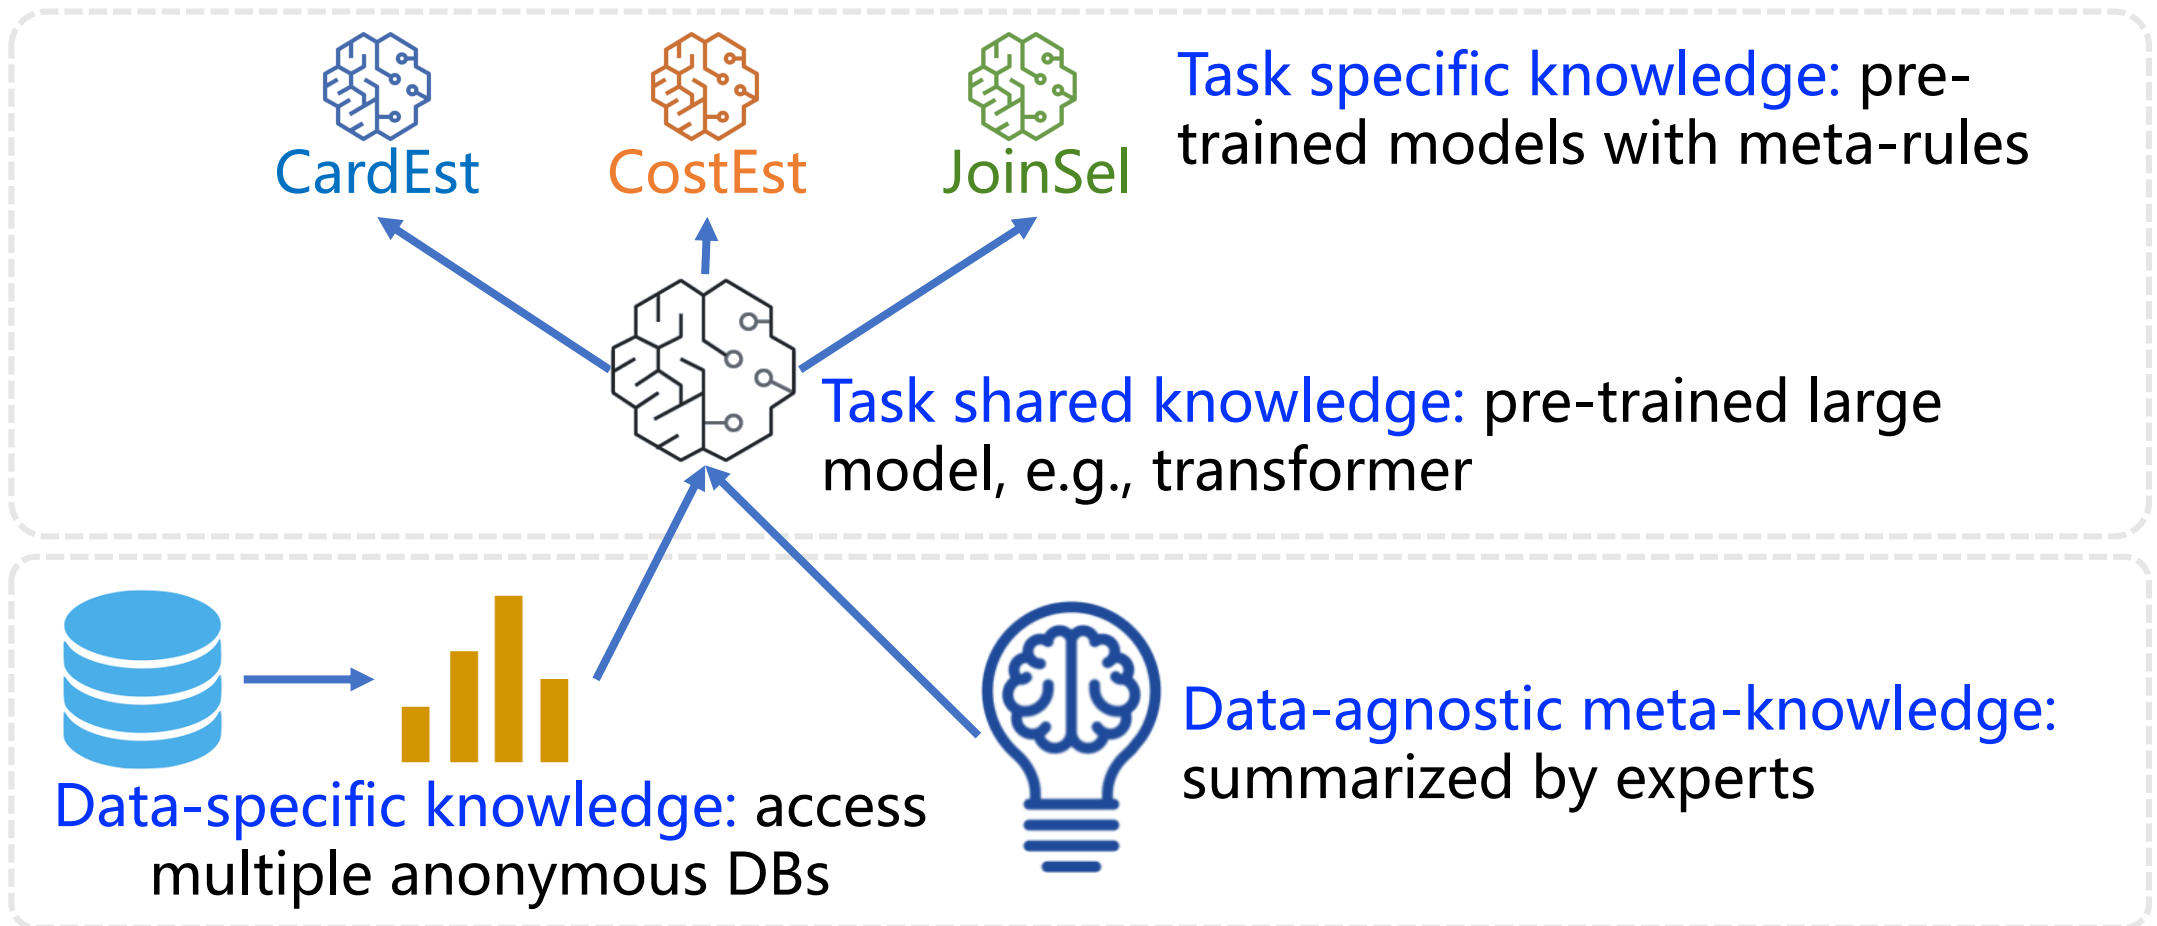 CardEst
CostEst
JoinSel
Task specific knowledge: pre-
trained models with meta-rules
Task shared knowledge: pre-trained large
model, e.g., transformer
Data-specific knowledge: access
multiple anonymous DBs
Data-agnostic meta-knowledge:
summarized by experts